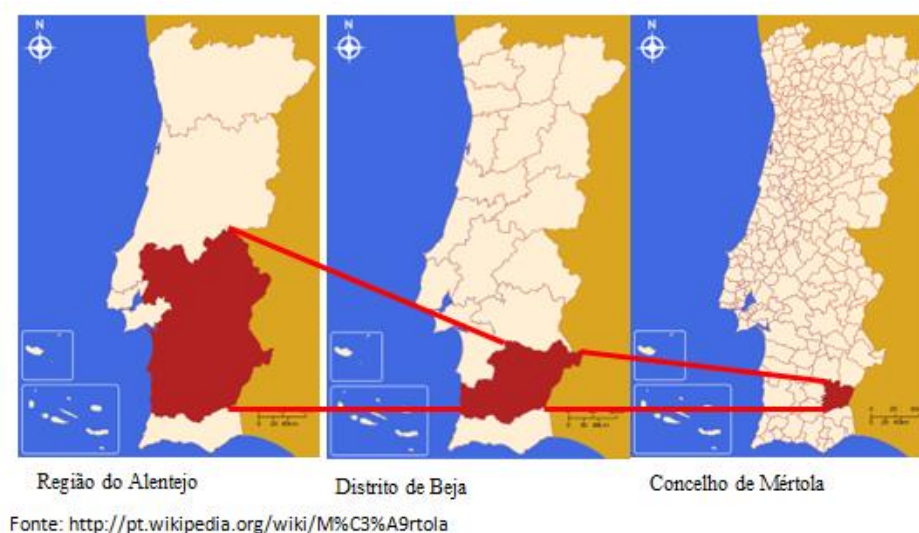 N
N
N
Região do Alentejo
Distrito de Beja
Concelho de Mértola
Fonte: http://pt.wikipedia.org/wiki/M%C3%A9rtola